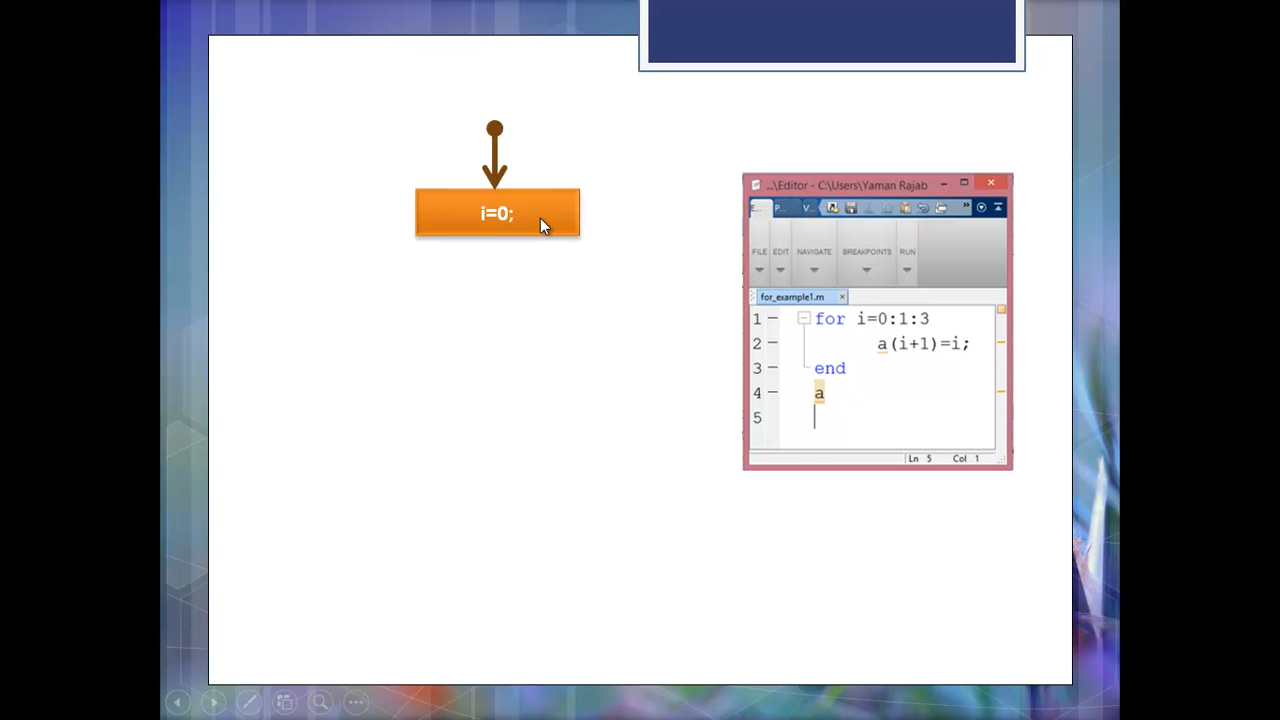 i=0;
...\Editor - C:\Users\Yaman Rajab
E...
P...
V...
FILE EDIT NAVIGATE BREAKPOINTS RUN
for_example1.m
1 for i=0:1:3
2 a(i+1)=i;
3 end
4 a
5
Ln 5 Col 1